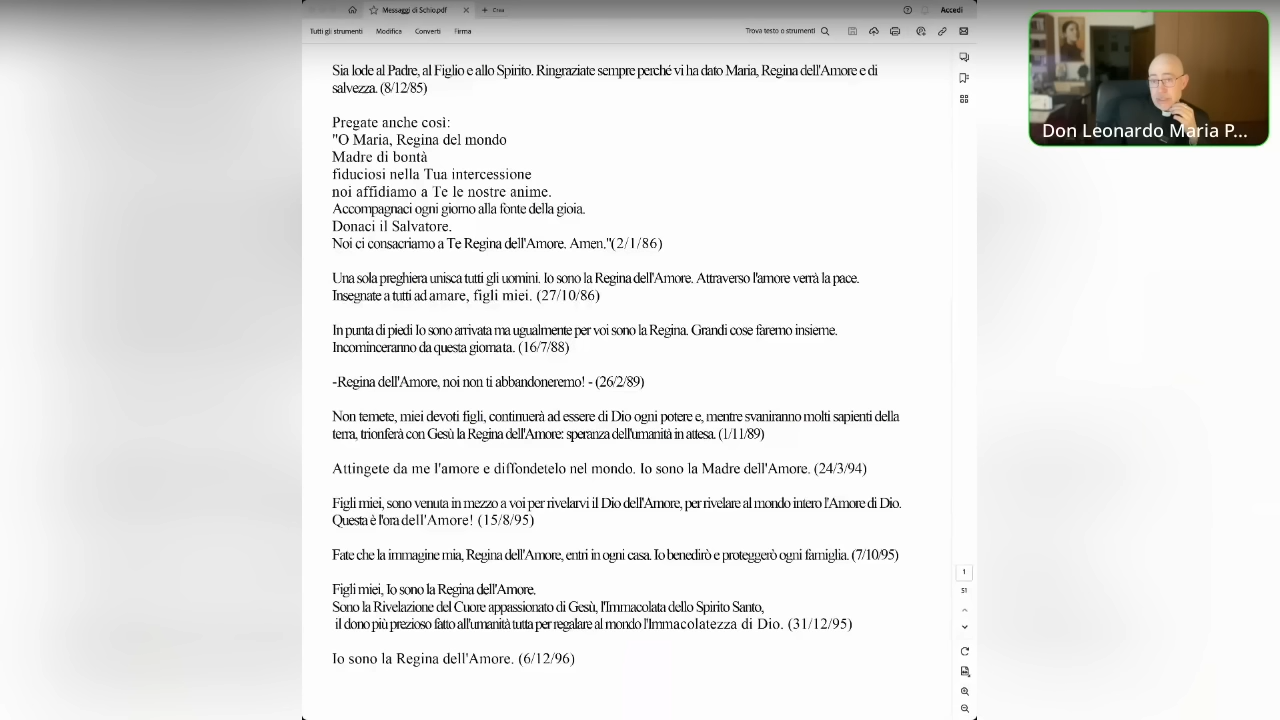 Messaggi di Schio.pdf
Crea
Accedi
Tutti gli strumenti
Modifica
Converti
Firma
Trova testo o strumenti
Sia lode al Padre, al Figlio e allo Spirito. Ringraziate sempre perché vi ha dato Maria, Regina dell'Amore e di
salvezza. (8/12/85)
Pregate anche così:
"O Maria, Regina del mondo
Madre di bontà
fiduciosi nella Tua intercessione
noi affidiamo a Te le nostre anime.
Accompagnaci ogni giorno alla fonte della gioia.
Donaci il Salvatore.
Noi ci consacriamo a Te Regina dell'Amore. Amen."(2/1/86)
Una sola preghiera unisca tutti gli uomini. Io sono la Regina dell'Amore. Attraverso l'amore verrà la pace.
Insegnate a tutti ad amare, figli miei. (27/10/86)
In punta di piedi Io sono arrivata ma ugualmente per voi sono la Regina. Grandi cose faremo insieme.
Incominceranno da questa giornata. (16/7/88)
-Regina dell'Amore, noi non ti abbandoneremo! - (26/2/89)
Non temete, miei devoti figli, continuerà ad essere di Dio ogni potere e, mentre svaniranno molti sapienti della
terra, trionferà con Gesù la Regina dell'Amore: speranza dell'umanità in attesa. (1/11/89)
Attingete da me l'amore e diffondetelo nel mondo. Io sono la Madre dell'Amore. (24/3/94)
Figli miei, sono venuta in mezzo a voi per rivelarvi il Dio dell'Amore, per rivelare al mondo intero l'Amore di Dio.
Questa è l'ora dell'Amore! (15/8/95)
Fate che la immagine mia, Regina dell'Amore, entri in ogni casa. Io benedirò e proteggerò ogni famiglia. (7/10/95)
Figli miei, Io sono la Regina dell'Amore.
Sono la Rivelazione del Cuore appassionato di Gesù, l'Immacolata dello Spirito Santo,
il dono più prezioso fatto all'umanità tutta per regalare al mondo l'Immacolatezza di Dio. (31/12/95)
Io sono la Regina dell'Amore. (6/12/96)
1
51
Don Leonardo Maria P...